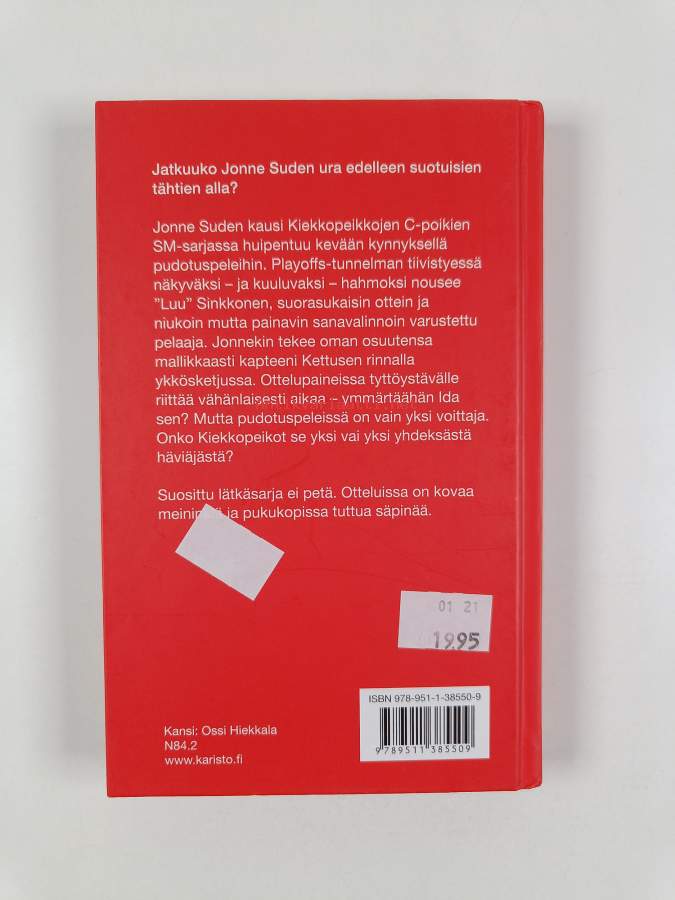 Jatkuuko Jonne Suden ura edelleen suotuisien
tähtien alla?
Jonne Suden kausi Kiekkopeikkojen C-poikien
SM-sarjassa huipentuu kevään kynnyksellä
pudotuspeleihin. Playoffs-tunnelman tiivistyessä
näkyväksi – ja kuuluvaksi – hahmoksi nousee
"Luu" Sinkkonen, suorasukaisin ottein ja
niukoin mutta painavin sanavalinnoin varustettu
pelaaja. Jonnekin tekee oman osuutensa
mallikkaasti kapteeni Kettusen rinnalla
ykkösketjussa. Ottelupaineissa tyttöystävälle
riittää vähänlaisesti aikaa – ymmärtäähän Ida
sen? Mutta pudotuspeleissä on vain yksi voittaja.
Onko Kiekkopeikot se yksi vai yksi yhdeksästä
häviäjästä?
Suosittu lätkäsarja ei petä. Otteluissa on kovaa
ja pukukopissa tuttua säpinää.
01 21
19.95
ISBN 978-951-1-38550-9
9 789511 385509
Kansi: Ossi Hiekkala
N84.2
www.karisto.fi